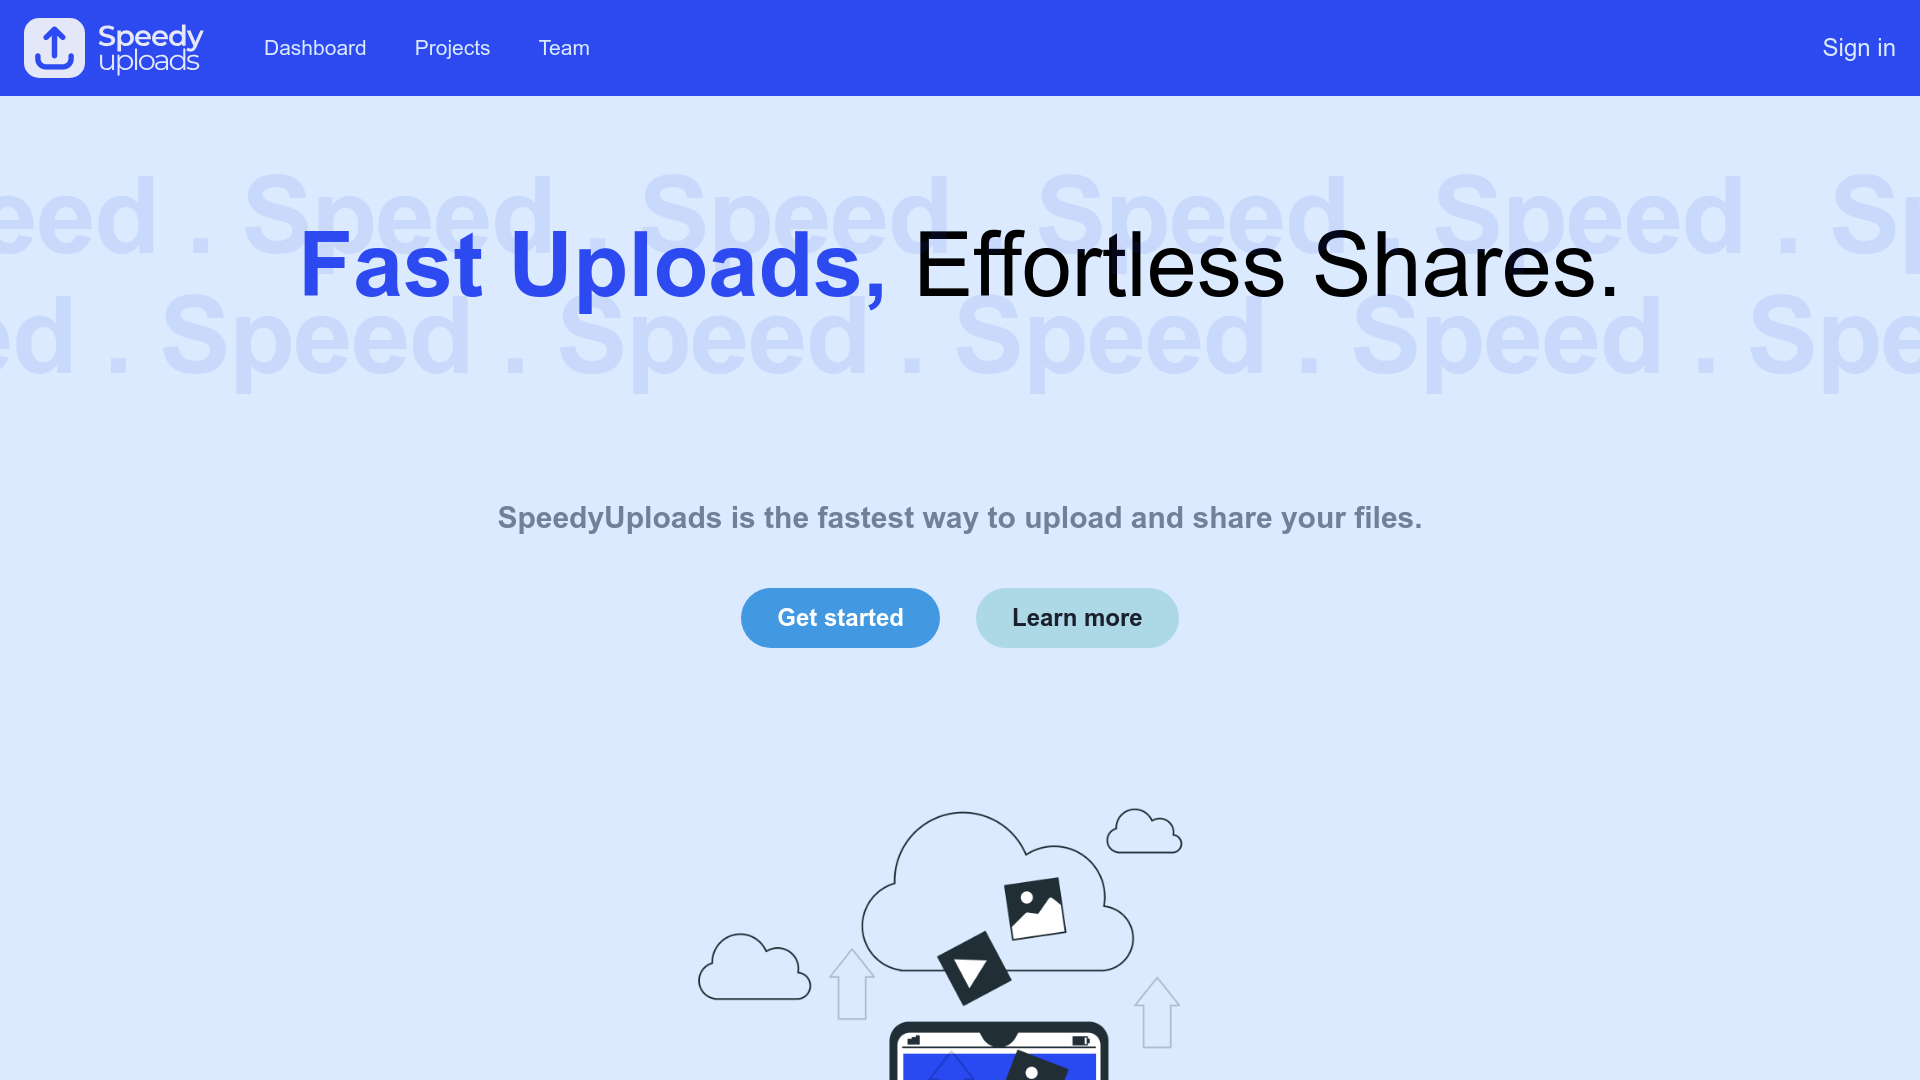 Speedy
uploads
Dashboard
Projects
Team
Sign in
eed . Speed . Speed . Speed . Speed . Sp
Fast Uploads, Effortless Shares.
ed . Speed . Speed . Speed . Speed . Spe
SpeedyUploads is the fastest way to upload and share your files.
Get started
Learn more